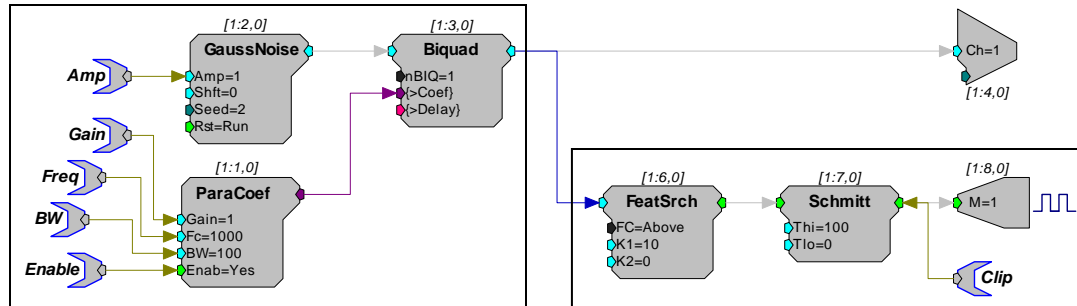 [1:2,0]
GaussNoise
Amp=1
Shft=0
Seed=2
Rst=Run
[1:3,0]
Biquad
nBIQ=1
{>Coef}
{>Delay}
Ch=1
[1:4,0]
Amp
Gain
Freq
BW
Enable
[1:1,0]
ParaCoef
Gain=1
Fc=1000
BW=100
Enab=Yes
[1:6,0]
FeatSrch
FC=Above
K1=10
K2=0
[1:7,0]
Schmitt
Thi=100
Tlo=0
[1:8,0]
M=1
Clip